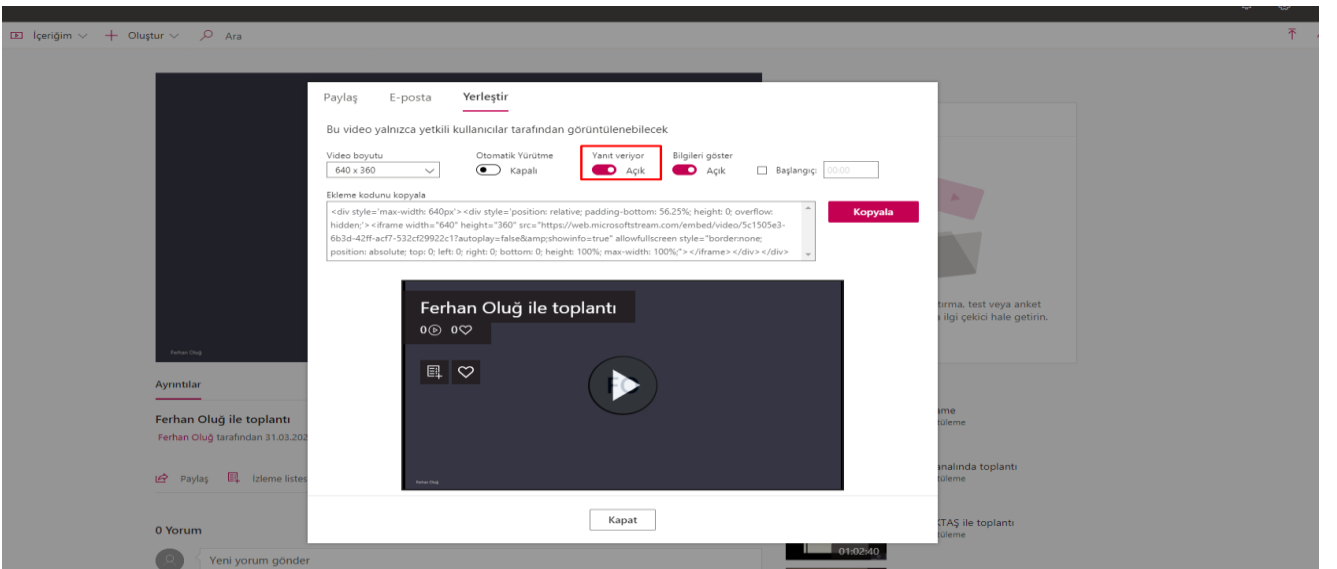 İçeriğim
Oluştur
Ara
Paylaş E-posta Yerleştir
Bu video yalnızca yetkili kullanıcılar tarafından görüntülenebilecek
Video boyutu Otomatik Yürütme Yanıt veriyor Bilgileri göster
640 x 360 Kapalı Açık Açık Başlangıç: 00:00
Ekleme kodunu kopyala
<div style='max-width: 640px'><div style='position: relative; padding-bottom: 56.25%; height: 0; overflow:
hidden;'><iframe width="640" height="360" src="https://web.microsoftstream.com/embed/video/5c1505e3-
6b3d-42ff-acf7-532cf29922c1?autoplay=false&amp;showinfo=true" allowfullscreen style="border:none;
position: absolute; top: 0; left: 0; right: 0; bottom: 0; height: 100%; max-width: 100%;"></iframe></div></div>
Kopyala
Ferhan Oluğ ile toplantı
0 0
FO
Ferhan Oluğ
Kapat
Ferhan Oluğ
Ayrıntılar
Ferhan Oluğ ile toplantı
Ferhan Oluğ tarafından 31.03.202
Paylaş İzleme listes
0 Yorum
Yeni yorum gönder
tırma, test veya anket
ilgi çekici hale getirin.
ame
tüleme
analında toplantı
tüleme
KTAŞ ile toplantı
tüleme
01:02:40